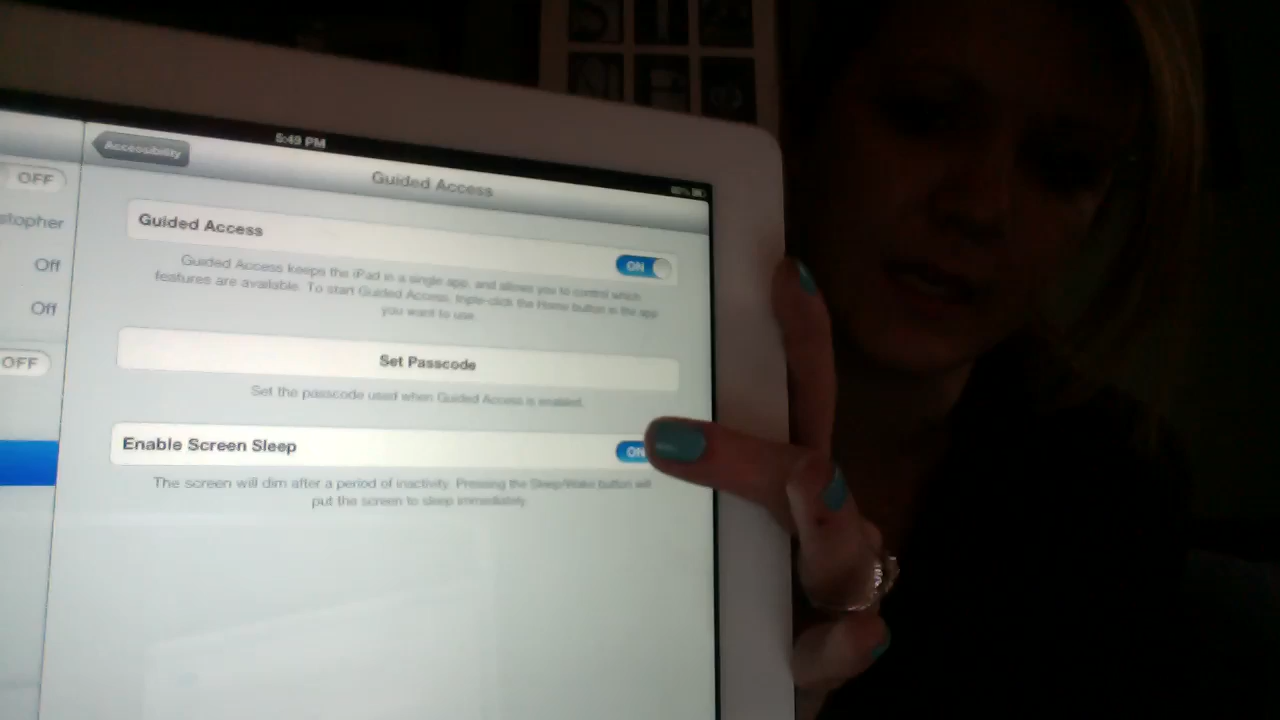 5:49 PM
80%
Accessibility
Guided Access
OFF
Guided Access
ON
stopher
Guided Access keeps the iPad in a single app, and allows you to control which
features are available. To start Guided Access, triple-click the Home button in the app
you want to use.
Off
Off
Set Passcode
OFF
Set the passcode used when Guided Access is enabled.
Enable Screen Sleep
ON
The screen will dim after a period of inactivity. Pressing the Sleep/Wake button will
put the screen to sleep immediately.